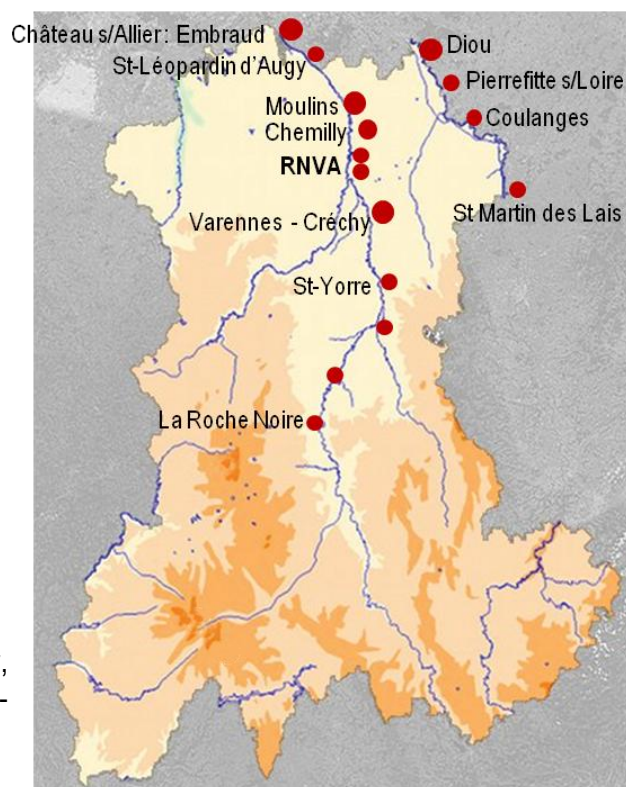 Château s/Allier : Embraud
Diou
St-Léopardin d'Augy
Pierrefitte s/Loire
Moulins
Coulanges
Chemilly
RNVA
St Martin des Lais
Varennes - Créchy
St-Yorre
La Roche Noire
,
-